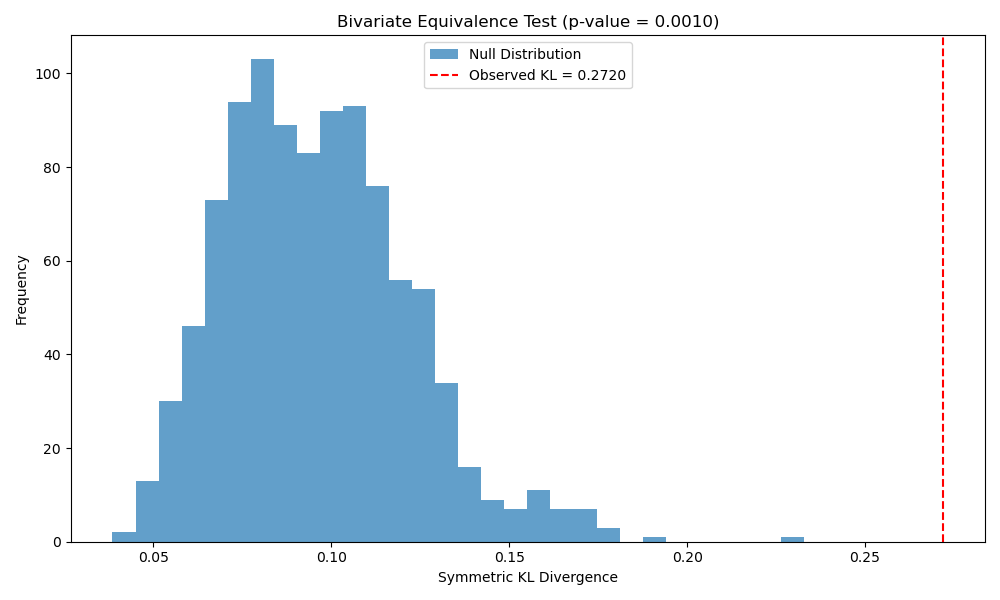 Bivariate Equivalence Test (p-value = 0.0010)
Null Distribution
Observed KL = 0.2720
Frequency
100
80
60
40
20
0
0.05 0.10 0.15 0.20 0.25
Symmetric KL Divergence